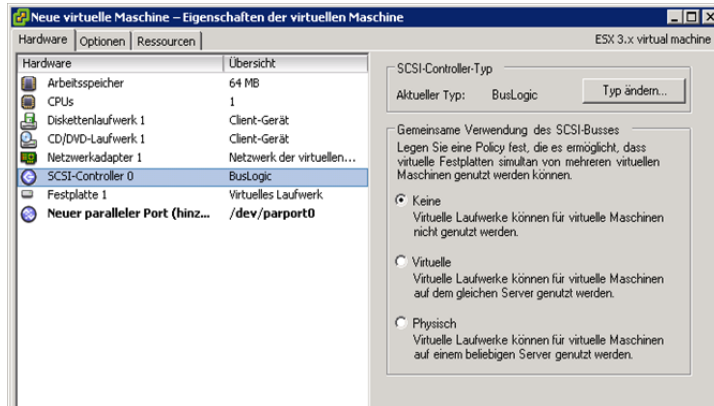 Neue virtuelle Maschine – Eigenschaften der virtuellen Maschine
Hardware Optionen Ressourcen ESX 3.x virtual machine
Hardware Übersicht
Arbeitsspeicher 64 MB
CPUs 1
Diskettenlaufwerk 1 Client-Gerät
CD/DVD-Laufwerk 1 Client-Gerät
Netzwerkadapter 1 Netzwerk der virtuellen...
SCSI-Controller 0 BusLogic
Festplatte 1 Virtuelles Laufwerk
Neuer paralleler Port (hinz... /dev/parport0
SCSI-Controller-Typ
Aktueller Typ: BusLogic Typ ändern...
Gemeinsame Verwendung des SCSI-Busses
Legen Sie eine Policy fest, die es ermöglicht, dass
virtuelle Festplatten simultan von mehreren virtuellen
Maschinen genutzt werden können.
Keine
Virtuelle Laufwerke können für virtuelle Maschinen
nicht genutzt werden.
Virtuelle
Virtuelle Laufwerke können für virtuelle Maschinen
auf dem gleichen Server genutzt werden.
Physisch
Virtuelle Laufwerke können für virtuelle Maschinen
auf einem beliebigen Server genutzt werden.